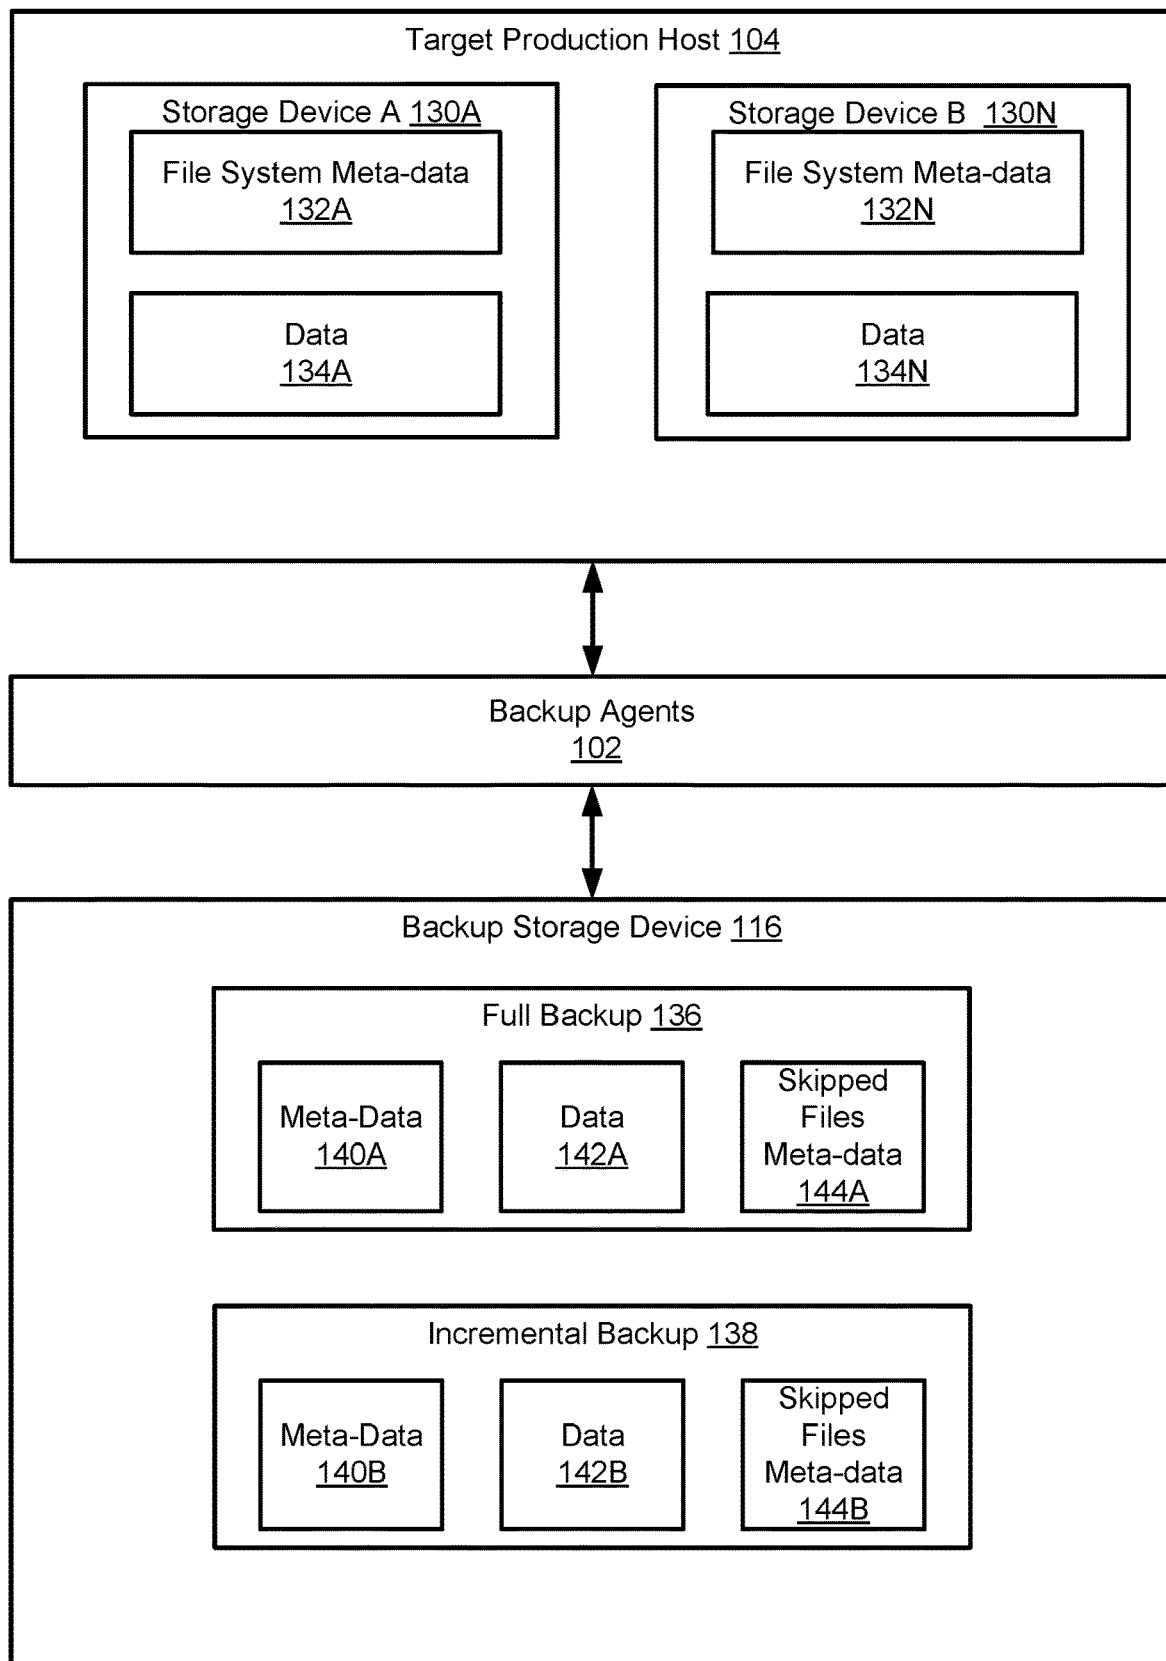 Target Production Host 104
Storage Device A 130A
File System Meta-data
132A
Data
134A
Storage Device B 130N
File System Meta-data
132N
Data
134N
Backup Agents
102
Backup Storage Device 116
Full Backup 136
Meta-Data
140A
Data
142A
Skipped
Files
Meta-data
144A
Incremental Backup 138
Meta-Data
140B
Data
142B
Skipped
Files
Meta-data
144B